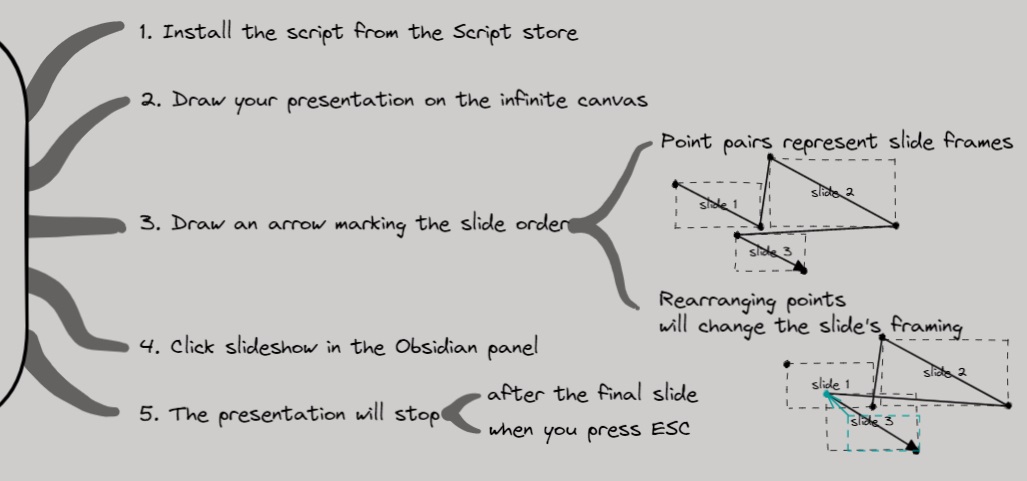 1. Install the script from the Script store
2. Draw your presentation on the infinite canvas
3. Draw an arrow marking the slide order
Point pairs represent slide frames
slide 1
slide 2
slide 3
Rearranging points
will change the slide's framing
slide 1
slide 2
slide 3
4. Click slideshow in the Obsidian panel
5. The presentation will stop
after the final slide
when you press ESC